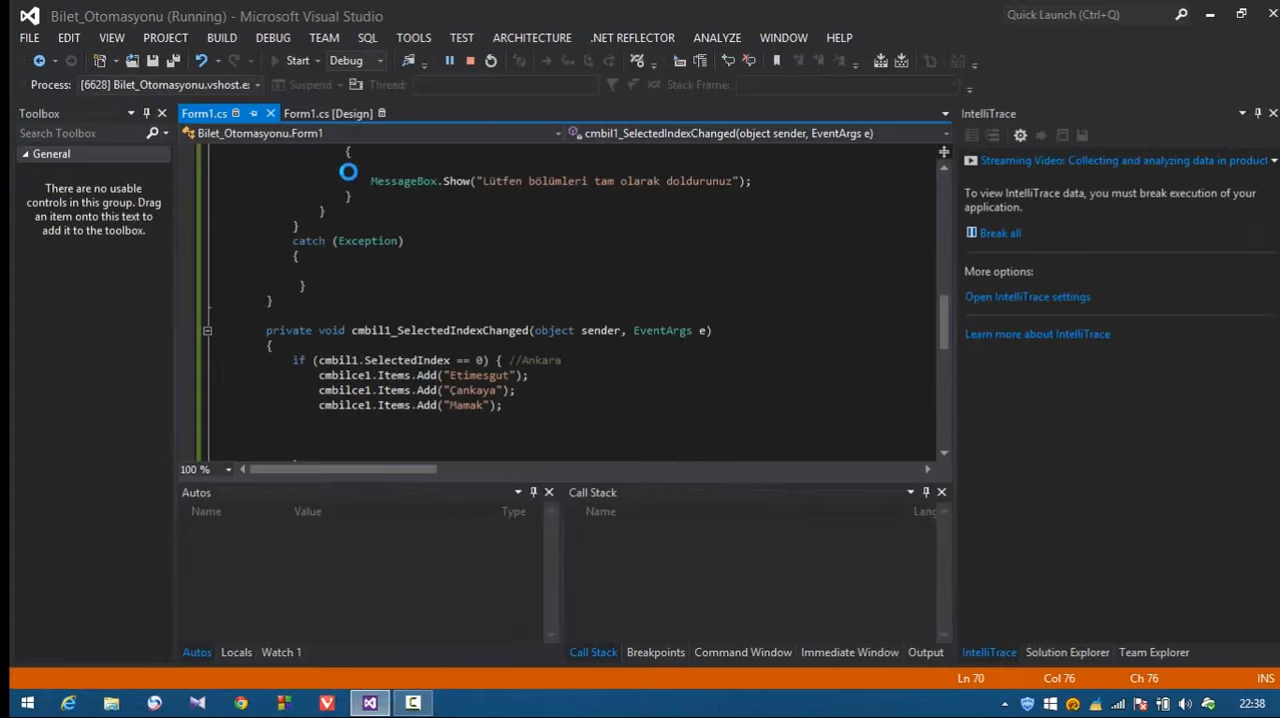 Bilet_Otomasyonu (Running) - Microsoft Visual Studio
Quick Launch (Ctrl+Q)
FILE EDIT VIEW PROJECT BUILD DEBUG TEAM SQL TOOLS TEST ARCHITECTURE .NET REFLECTOR ANALYZE WINDOW HELP
Start Debug
Process: [6628] Bilet_Otomasyonu.vshost.e Suspend Thread: Stack Frame:
Toolbox
Form1.cs Form1.cs [Design]
IntelliTrace
Search Toolbox
Bilet_Otomasyonu.Form1
cmbil1_SelectedIndexChanged(object sender, EventArgs e)
General
There are no usable
controls in this group. Drag
an item onto this text to
add it to the toolbox.
{
MessageBox.Show("Lütfen bölümleri tam olarak doldurunuz");
}
}
}
catch (Exception)
{
}
}
private void cmbil1_SelectedIndexChanged(object sender, EventArgs e)
{
if (cmbil1.SelectedIndex == 0) { //Ankara
cmbilce1.Items.Add("Etimesgut");
cmbilce1.Items.Add("Çankaya");
cmbilce1.Items.Add("Mamak");
100 %
Streaming Video: Collecting and analyzing data in product
To view IntelliTrace data, you must break execution of your
application.
Break all
More options:
Open IntelliTrace settings
Learn more about IntelliTrace
Autos
Name Value Type
Call Stack
Name Lang
Autos Locals Watch 1
Call Stack Breakpoints Command Window Immediate Window Output
IntelliTrace Solution Explorer Team Explorer
Ln 70 Col 76 Ch 76 INS
22:38